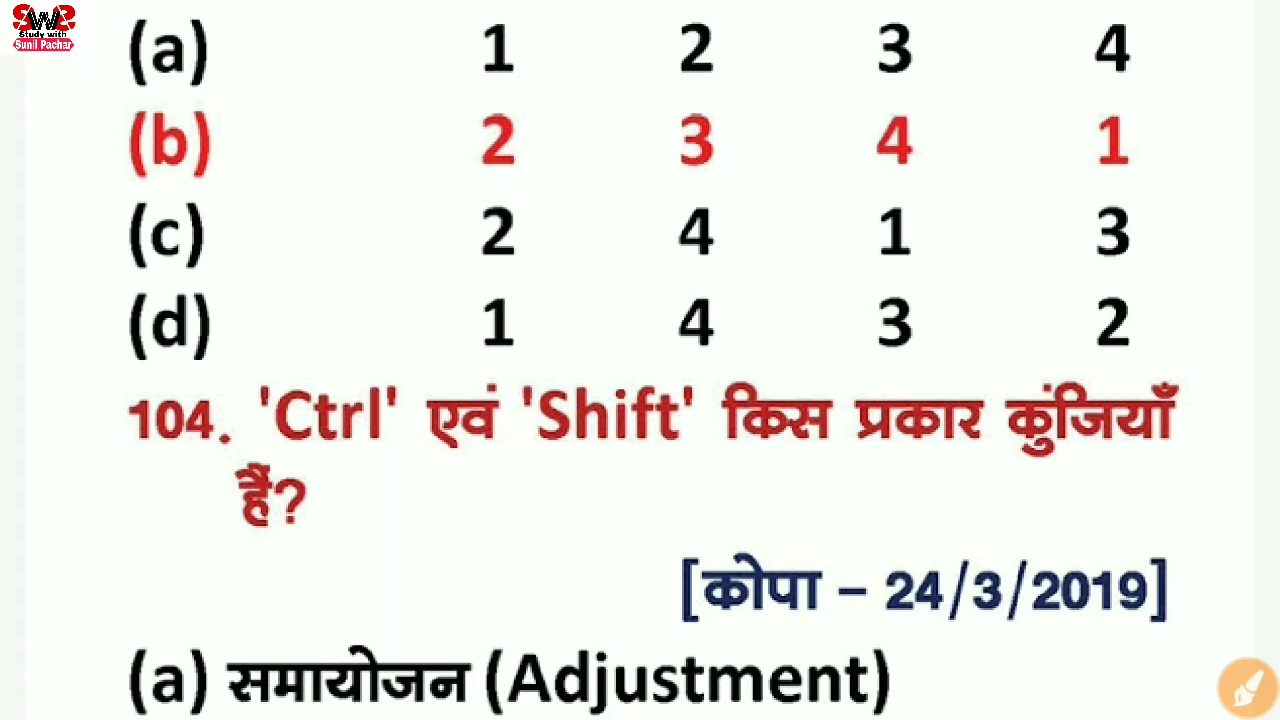 SWS
Study with
Sunil Pachar
(a) 1 2 3 4
(b) 2 3 4 1
(c) 2 4 1 3
(d) 1 4 3 2
104. 'Ctrl' एवं 'Shift' किस प्रकार कुंजियाँ
हैं?
[कोपा – 24/3/2019]
(a) समायोजन (Adjustment)